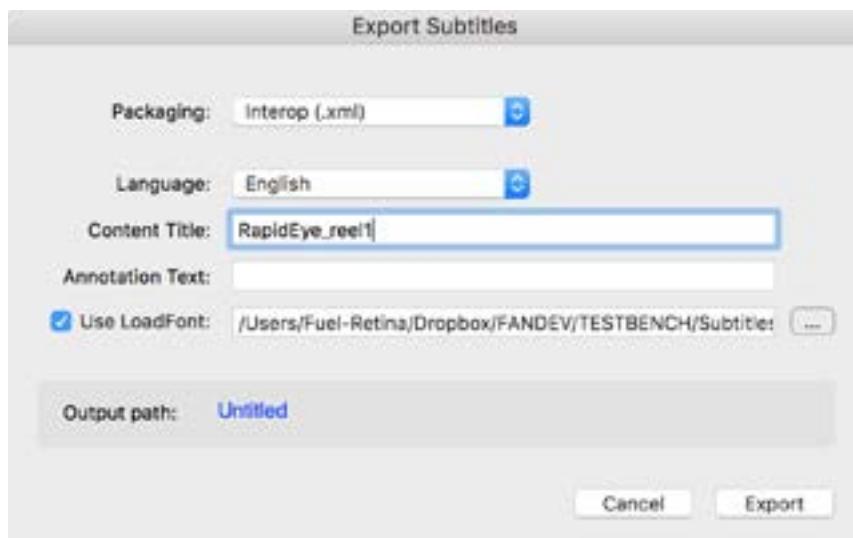 Export Subtitles
Packaging: Interop (.xml)
Language: English
Content Title: RapidEye_reel1
Annotation Text:
Use LoadFont: /Users/Fuel-Retina/Dropbox/FANDEV/TESTBENCH/Subtitles ...
Output path: Untitled
Cancel Export